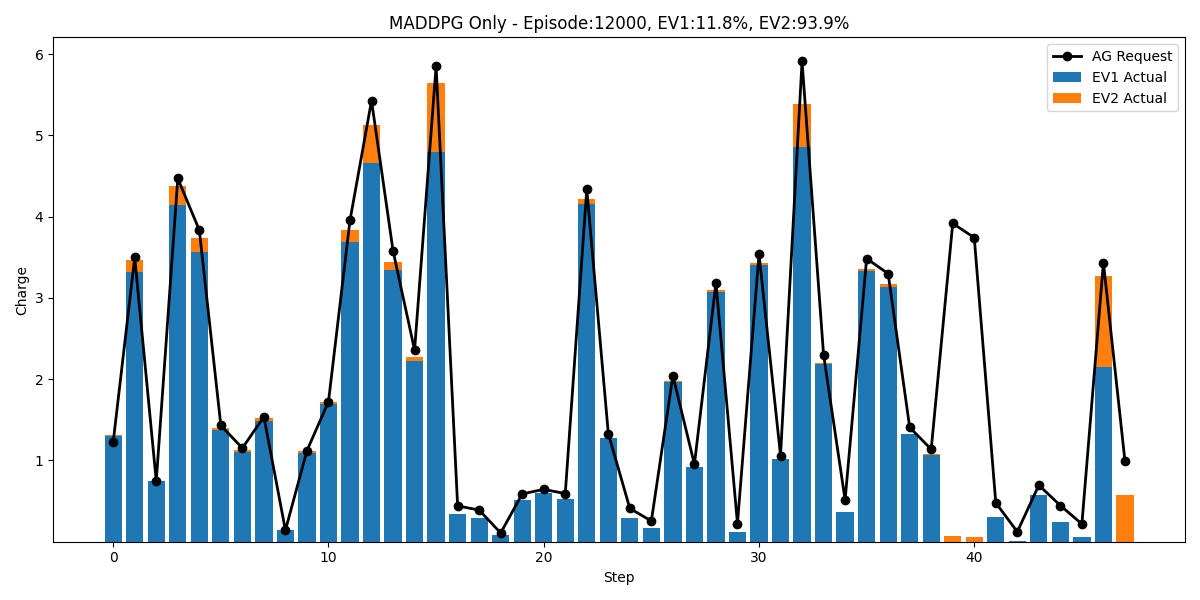 MADDPG Only - Episode:12000, EV1:11.8%, EV2:93.9%
AG Request
EV1 Actual
EV2 Actual
Charge
6
5
4
3
2
1
0 10 20 30 40
Step